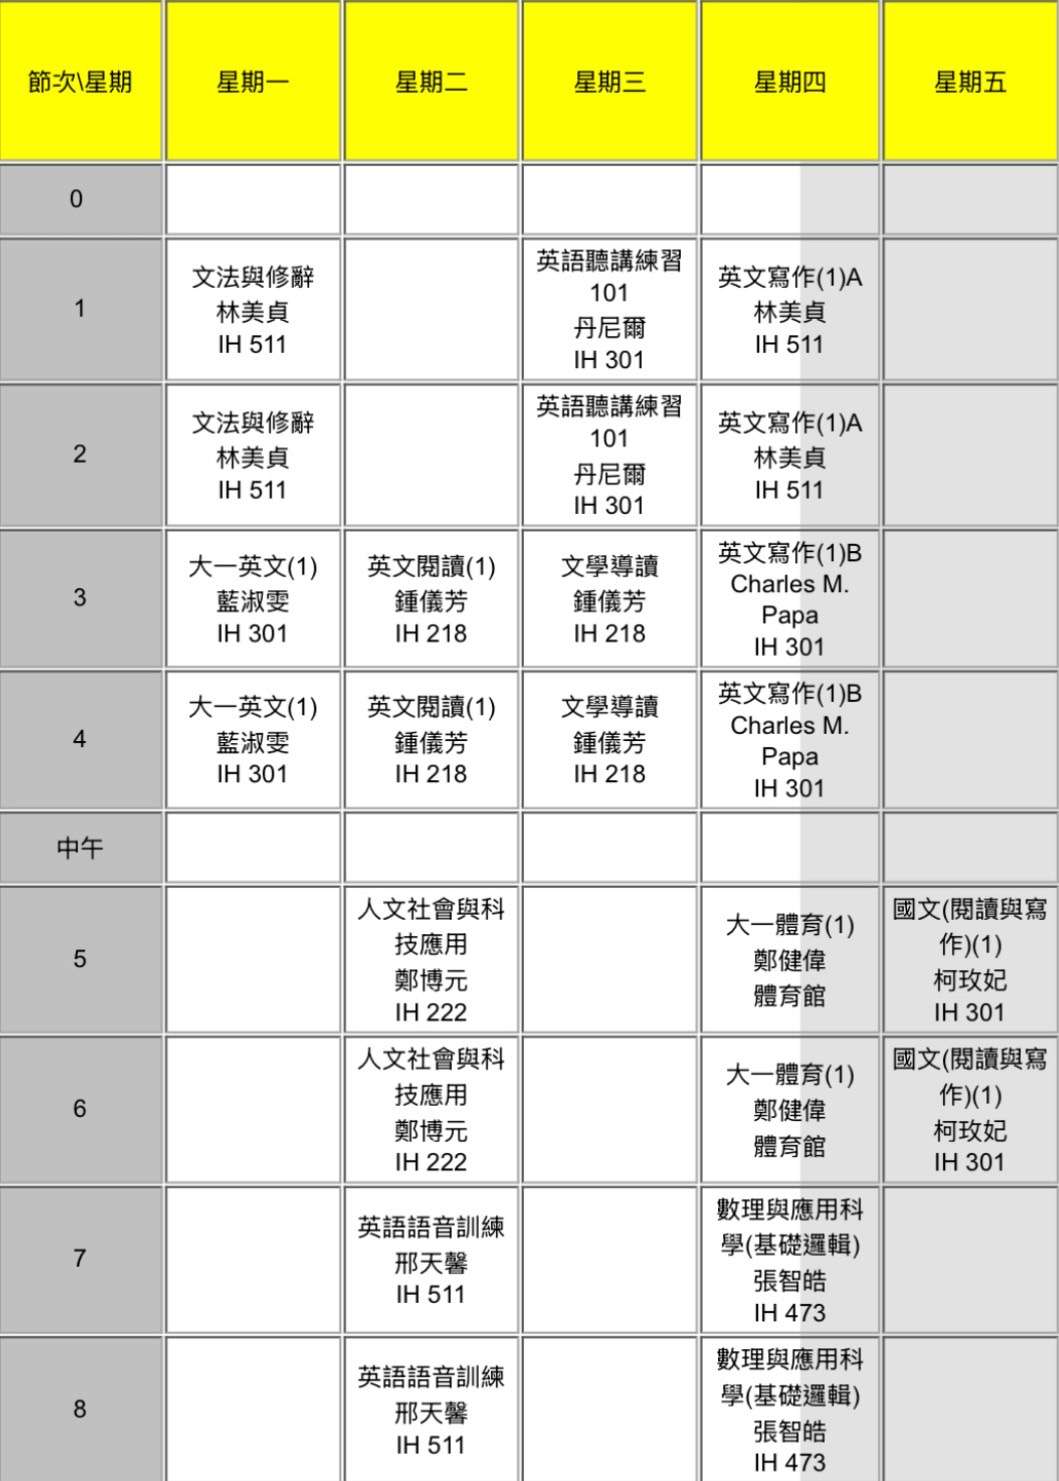 節次\星期 星期一 星期二 星期三 星期四 星期五
0
1
文法與修辭
林美貞
IH 511
英語聽講練習
101
丹尼爾
IH 301
英文寫作(1)A
林美貞
IH 511
2
文法與修辭
林美貞
IH 511
英語聽講練習
101
丹尼爾
IH 301
英文寫作(1)A
林美貞
IH 511
3
大一英文(1)
藍淑雯
IH 301
英文閱讀(1)
鍾儀芳
IH 218
文學導讀
鍾儀芳
IH 218
英文寫作(1)B
Charles M.
Papa
IH 301
4
大一英文(1)
藍淑雯
IH 301
英文閱讀(1)
鍾儀芳
IH 218
文學導讀
鍾儀芳
IH 218
英文寫作(1)B
Charles M.
Papa
IH 301
中午
5
人文社會與科
技應用
鄭博元
IH 222
大一體育(1)
鄭健偉
體育館
國文(閱讀與寫
作)(1)
柯玫妃
IH 301
6
人文社會與科
技應用
鄭博元
IH 222
大一體育(1)
鄭健偉
體育館
國文(閱讀與寫
作)(1)
柯玫妃
IH 301
7
英語語音訓練
邢天馨
IH 511
數理與應用科
學(基礎邏輯)
張智皓
IH 473
8
英語語音訓練
邢天馨
IH 511
數理與應用科
學(基礎邏輯)
張智皓
IH 473